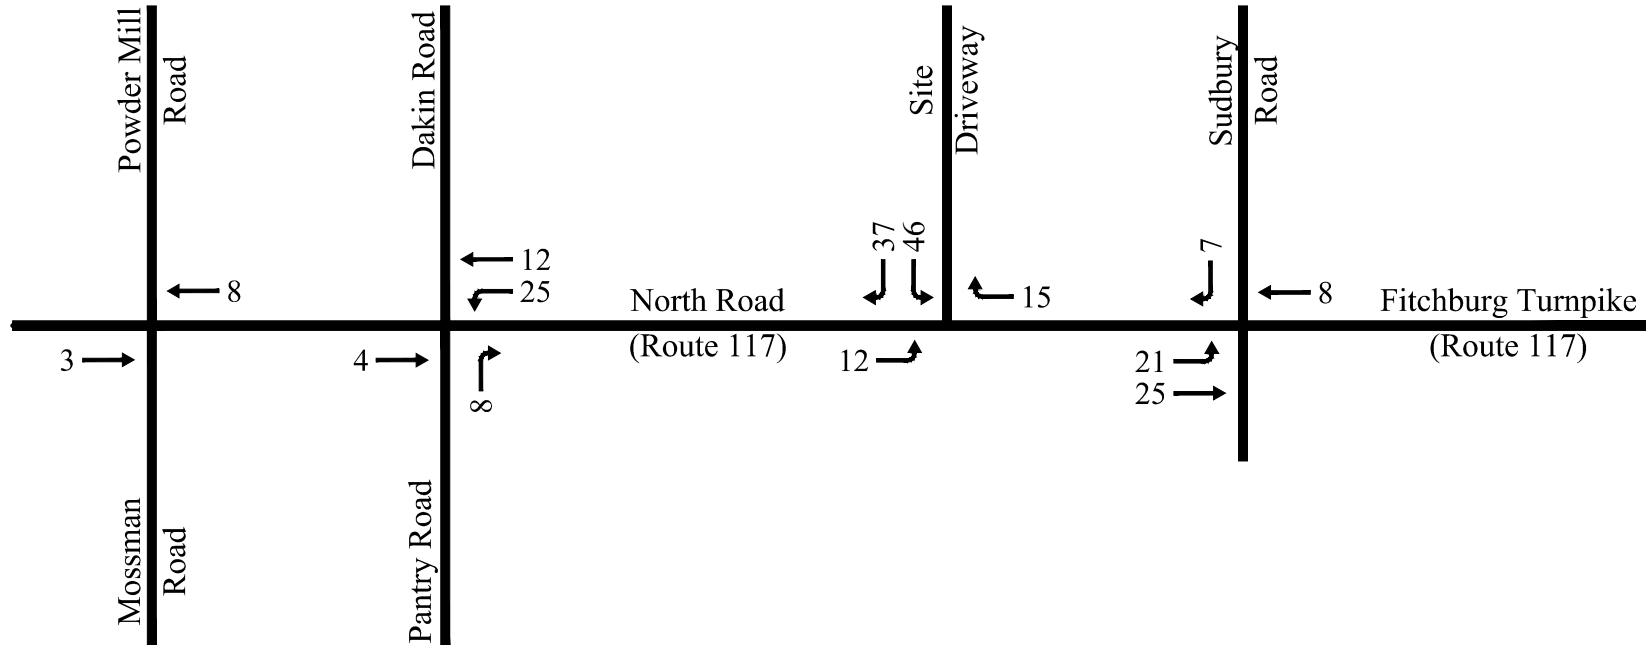 Powder Mill
Road
Dakin Road
Site
Driveway
Sudbury
Road
12
25
8
37
46
15
7
8
North Road
(Route 117)
Fitchburg Turnpike
(Route 117)
3
4
8
12
21
25
Mossman
Road
Pantry Road